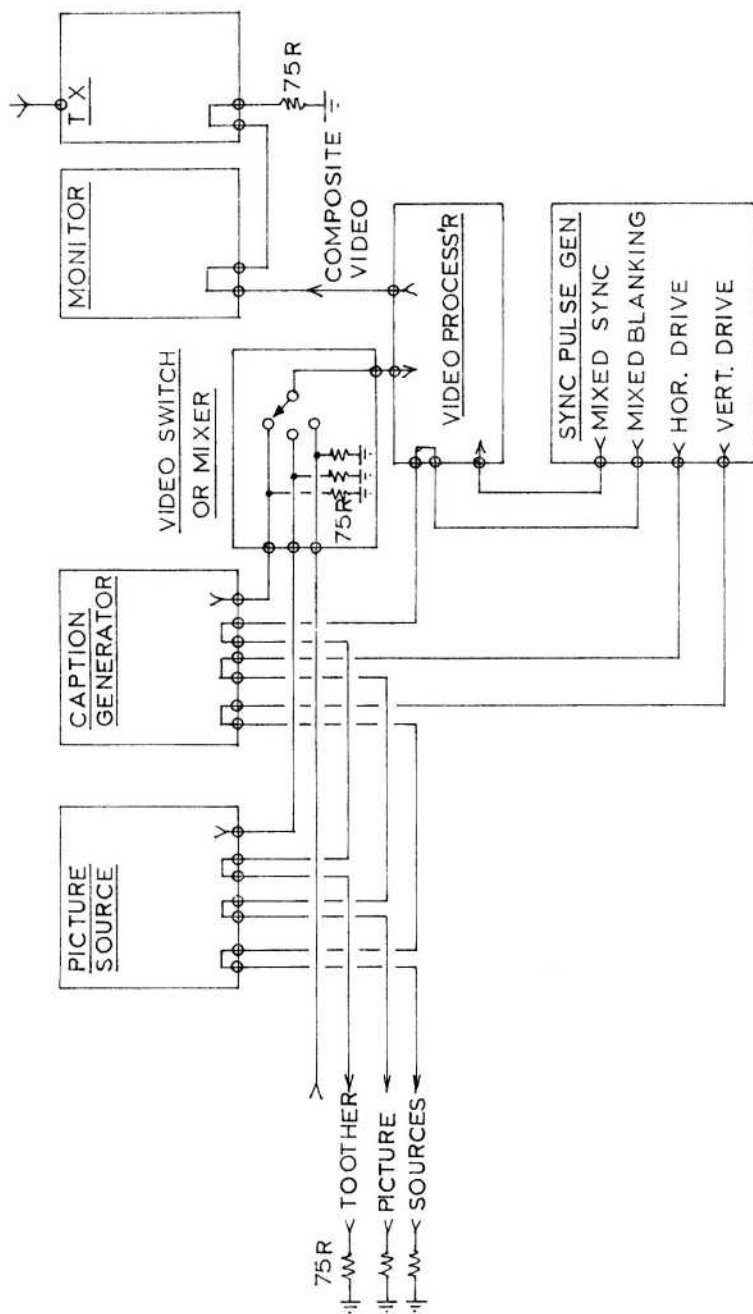 PICTURE
SOURCE
CAPTION
GENERATOR
VIDEO SWITCH
OR MIXER
MONITOR
TX
75R
75R
COMPOSITE
VIDEO
VIDEO PROCESS'R
SYNC PULSE GEN
MIXED SYNC
MIXED BLANKING
HOR. DRIVE
VERT. DRIVE
75R
TO OTHER
PICTURE
SOURCES